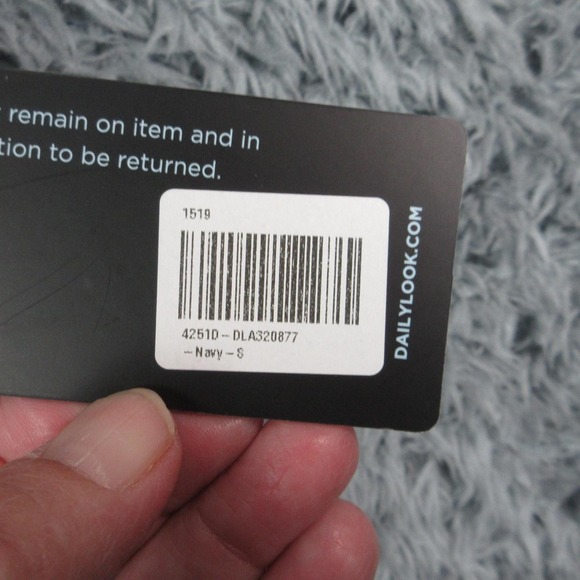 r remain on item and in
tion to be returned.
1519
4251D-DLA320877
-Navy-S
DAILYLOOK.COM